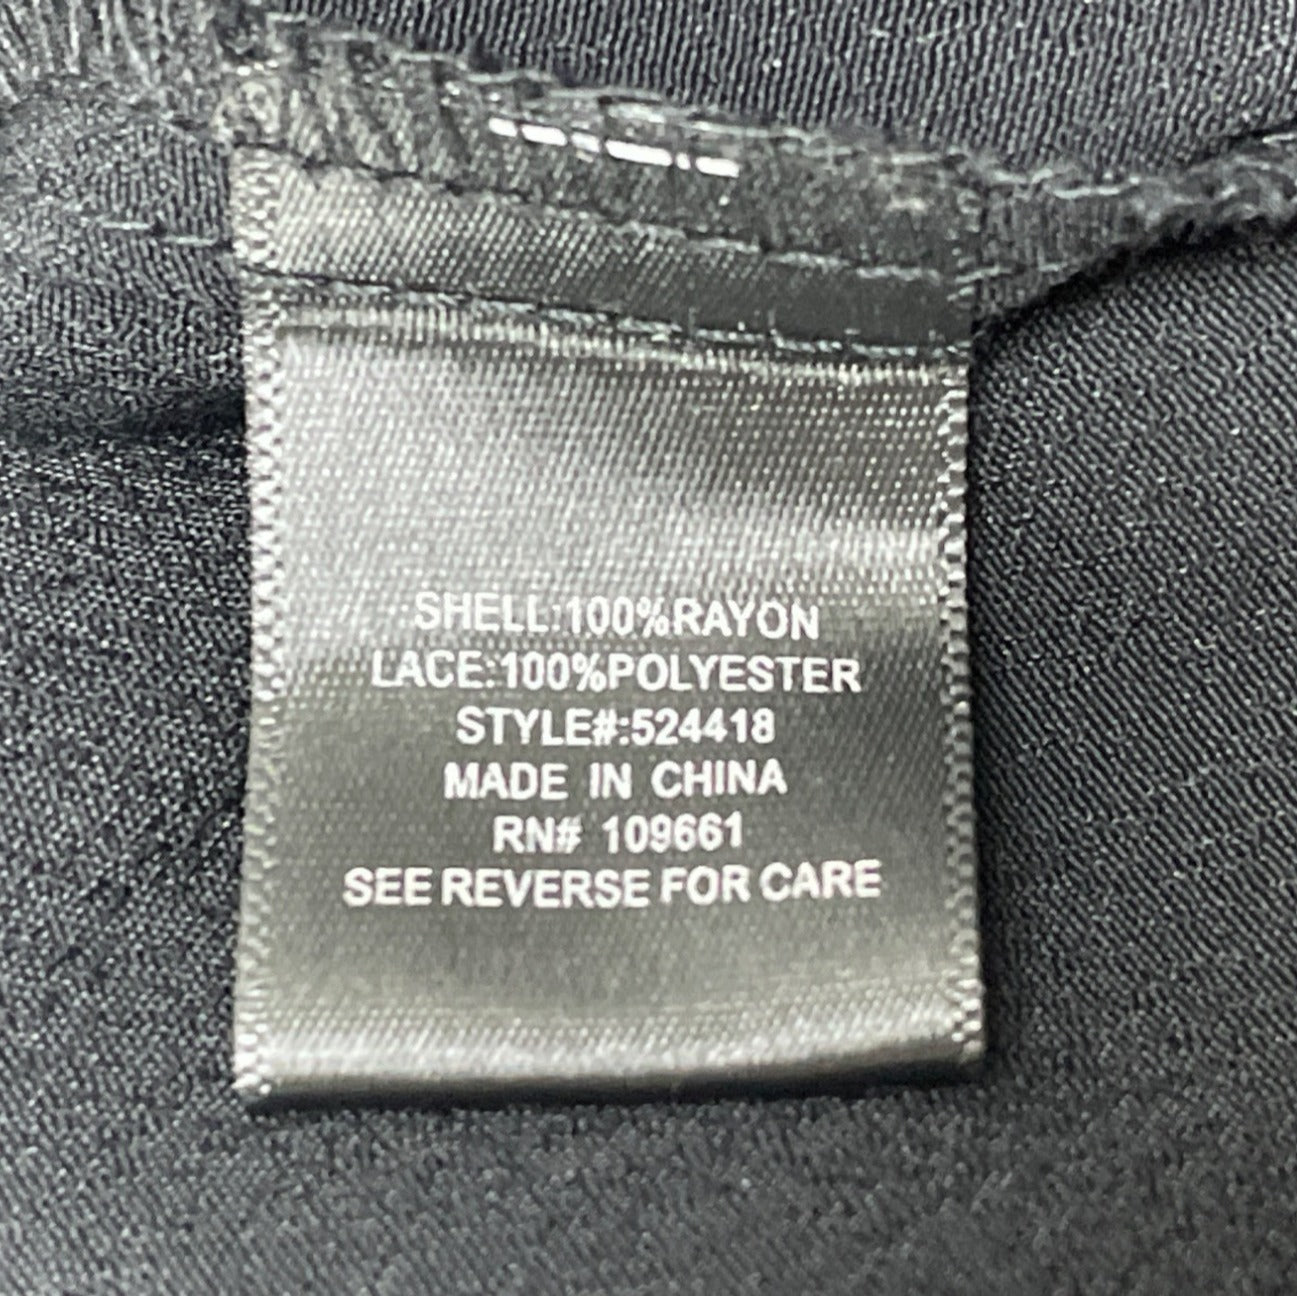 SHELL:100%RAYON
LACE:100%POLYESTER
STYLE#:524418
MADE IN CHINA
RN# 109661
SEE REVERSE FOR CARE